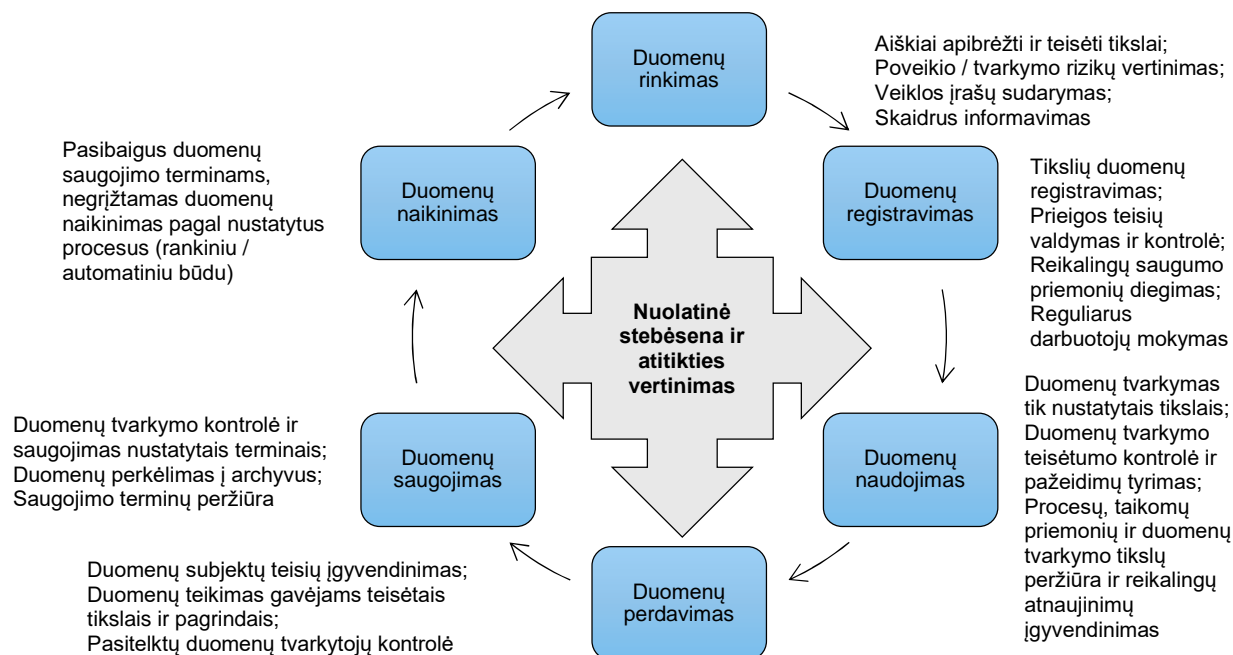 Duomenų
rinkimas
Aiškiai apibrėžti ir teisėti tikslai;
Poveikio / tvarkymo rizikų vertinimas;
Veiklos įrašų sudarymas;
Skaidrus informavimas
Duomenų
registravimas
Tikslių duomenų
registravimas;
Prieigos teisių
valdymas ir kontrolė;
Reikalingų saugumo
priemonių diegimas;
Reguliarus
darbuotojų mokymas
Duomenų
naudojimas
Duomenų tvarkymas
tik nustatytais tikslais;
Duomenų tvarkymo
teisėtumo kontrolė ir
pažeidimų tyrimas;
Procesų, taikomų
priemonių ir duomenų
tvarkymo tikslų
peržiūra ir reikalingų
atnaujinimų
įgyvendinimas
Duomenų
perdavimas
Duomenų subjektų teisių įgyvendinimas;
Duomenų teikimas gavėjams teisėtais
tikslais ir pagrindais;
Pasitelktų duomenų tvarkytojų kontrolė
Duomenų
saugojimas
Duomenų tvarkymo kontrolė ir
saugojimas nustatytais terminais;
Duomenų perkėlimas į archyvus;
Saugojimo terminų peržiūra
Duomenų
naikinimas
Pasibaigus duomenų
saugojimo terminams,
negrįžtamas duomenų
naikinimas pagal nustatytus
procesus (rankiniu /
automatiniu būdu)
Nuolatinė
stebėsena ir
atitikties
vertinimas